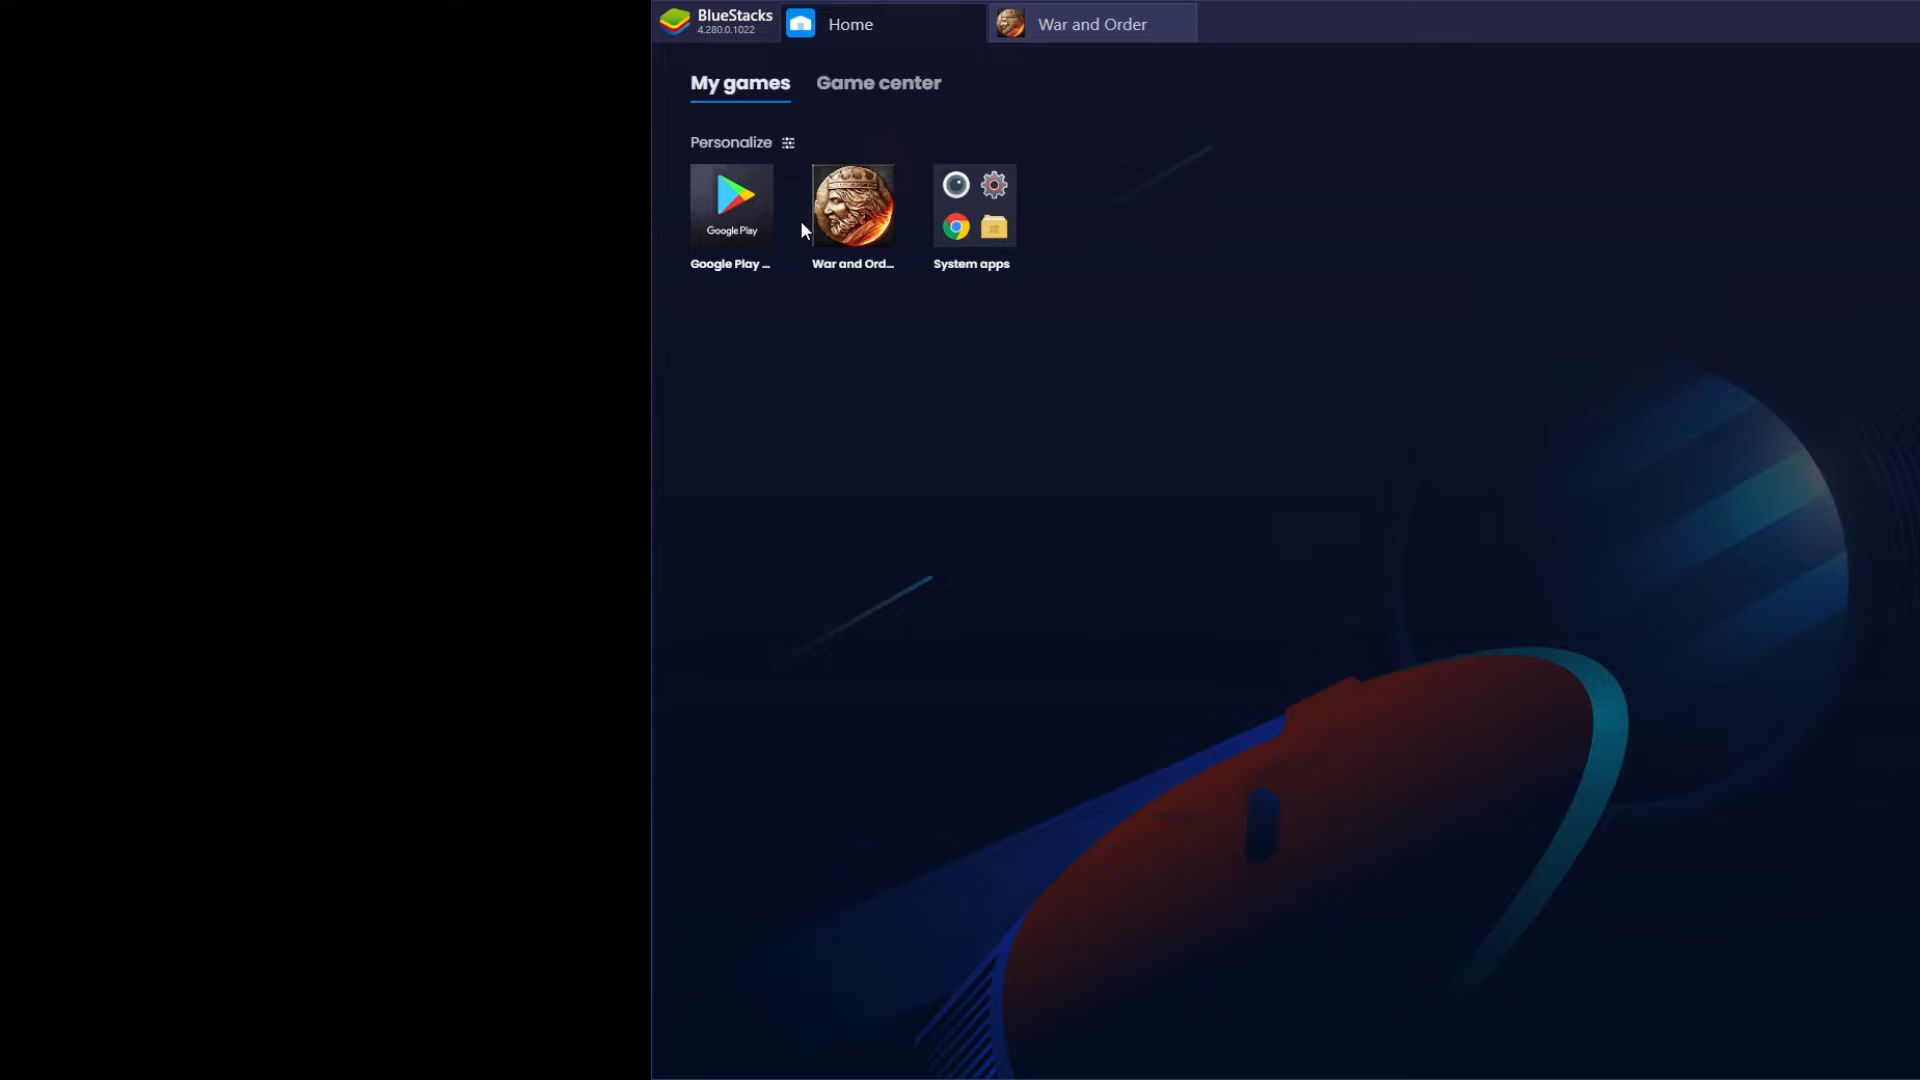 BlueStacks
4.280.0.1022
Home
War and Order
My games
Game center
Personalize
Google Play
Google Play ...
War and Ord...
System apps